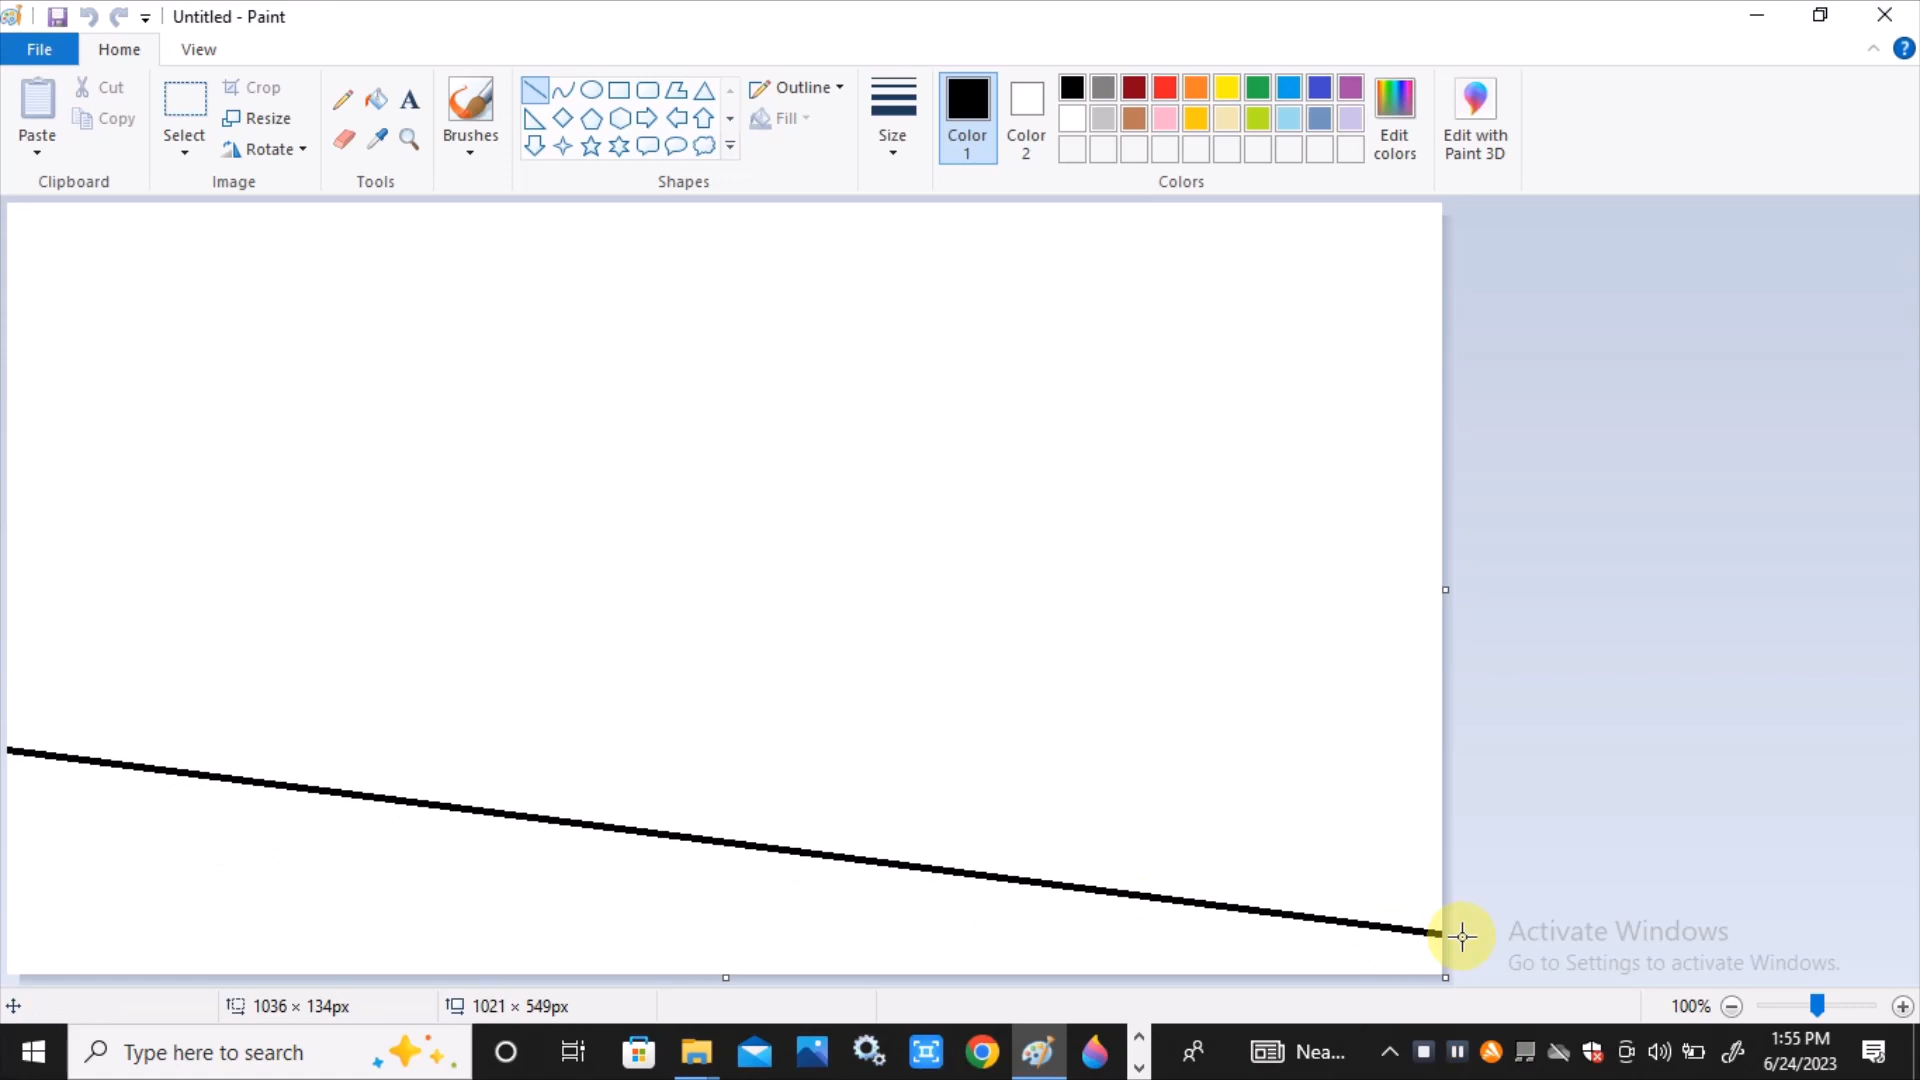 Untitled - Paint
File Home View
Paste
Cut
Copy
Clipboard
Select
Crop
Resize
Rotate
Image
Tools
Brushes
Shapes
Outline
Fill
Size
Color
1
Color
2
Colors
Edit
colors
Edit with
Paint 3D
Activate Windows
Go to Settings to activate Windows.
1036 × 134px
1021 × 549px
100%
Type here to search
Nea...
1:55 PM
6/24/2023